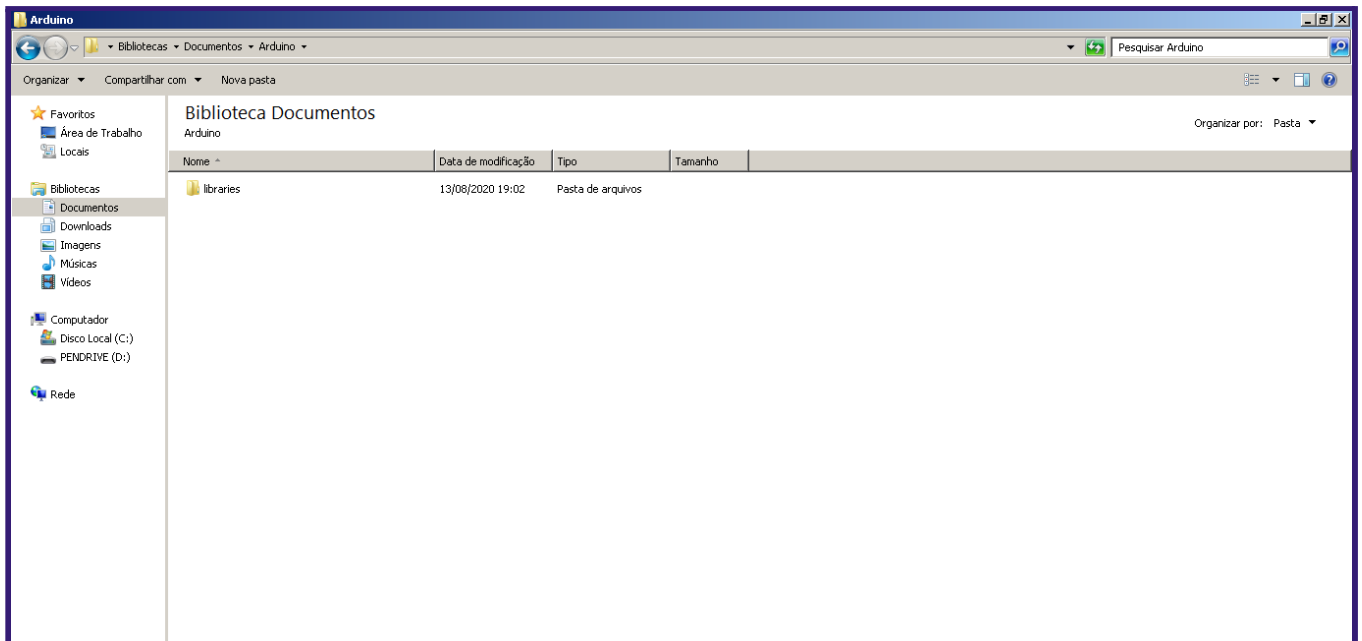 Arduino
Bibliotecas Documentos Arduino
Pesquisar Arduino
Organizar Compartilhar com Nova pasta
Favoritos
Área de Trabalho
Locais
Bibliotecas
Documentos
Downloads
Imagens
Músicas
Vídeos
Computador
Disco Local (C:)
PENDRIVE (D:)
Rede
Biblioteca Documentos
Arduino
Organizar por: Pasta
Nome Data de modificação Tipo Tamanho
libraries 13/08/2020 19:02 Pasta de arquivos